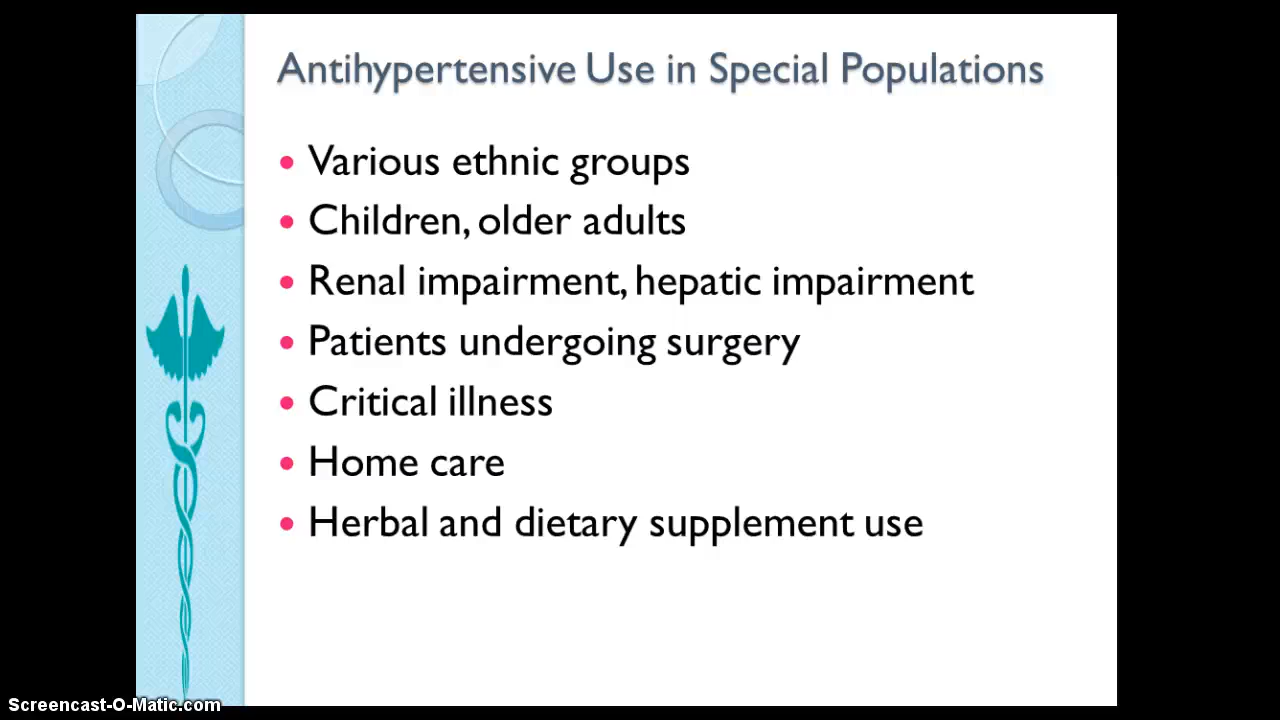 Antihypertensive Use in Special Populations
• Various ethnic groups
• Children, older adults
• Renal impairment, hepatic impairment
• Patients undergoing surgery
• Critical illness
• Home care
• Herbal and dietary supplement use
Screencast-O-Matic.com